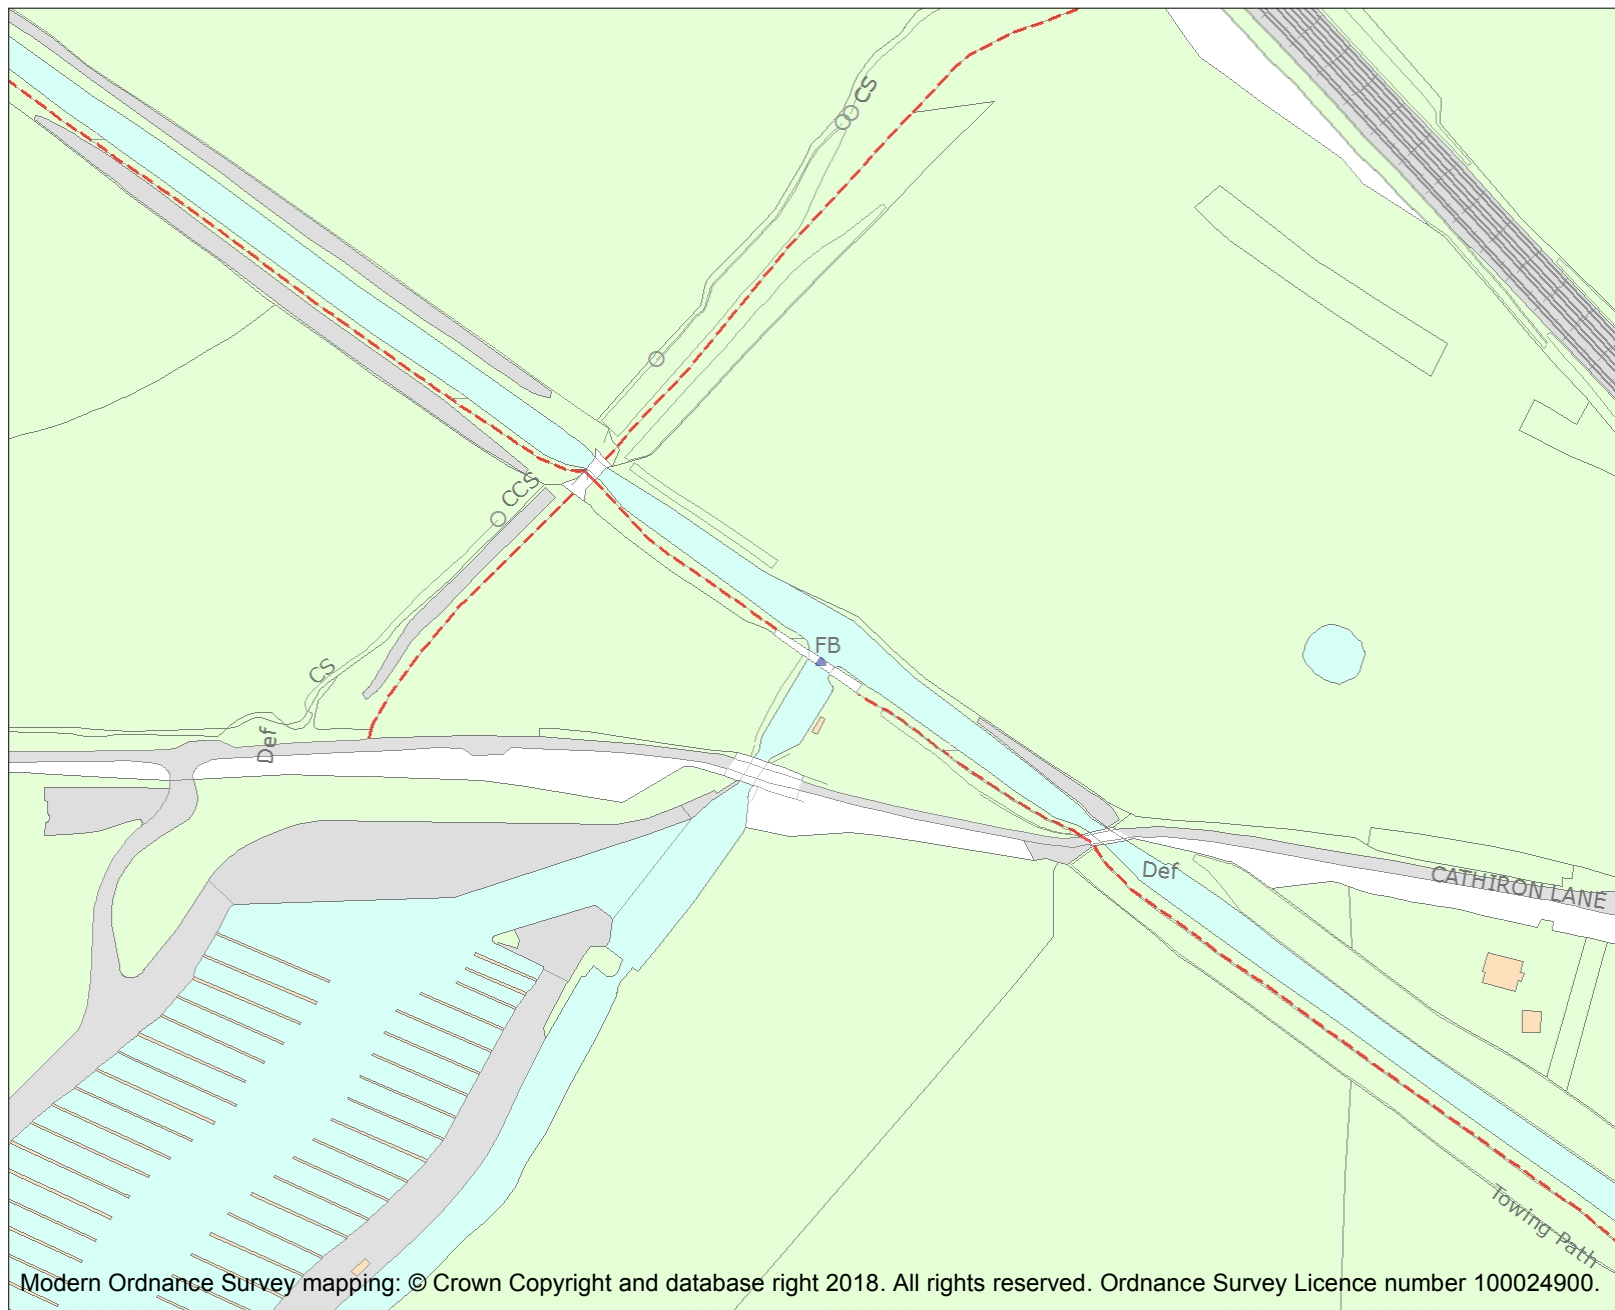 CS
CCS
CS
FB
Def
Def
CATHIRON LANE
Towing Path
Modern Ordnance Survey mapping: © Crown Copyright and database right 2018. All rights reserved. Ordnance Survey Licence number 100024900.